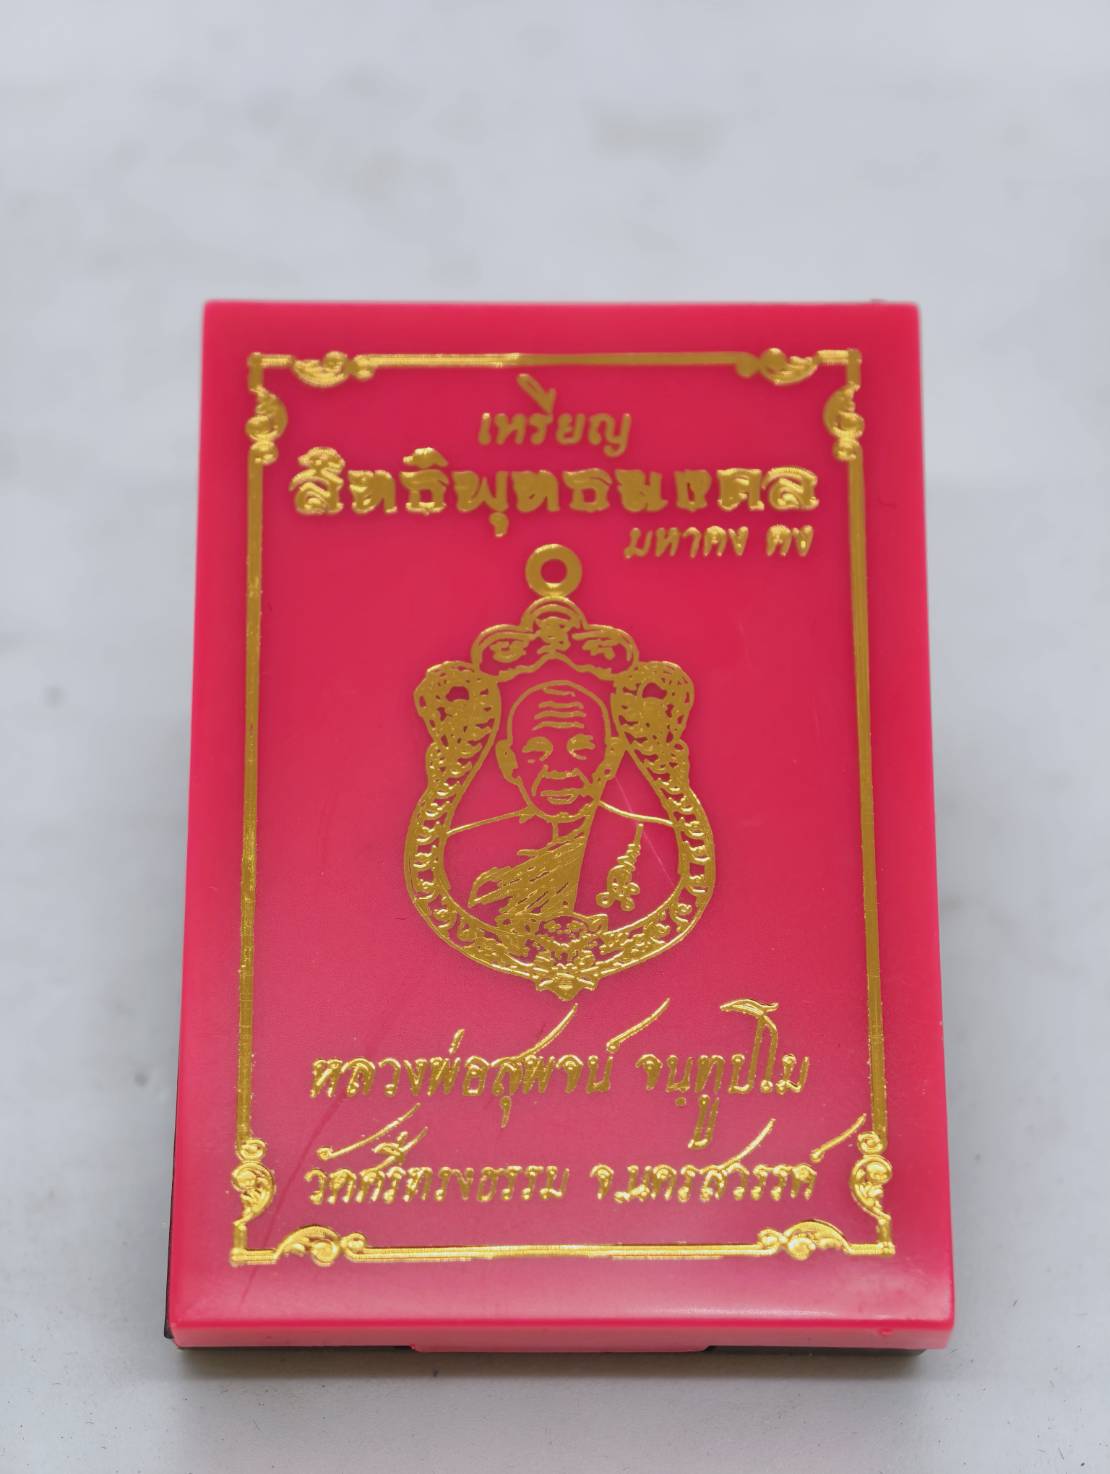 เหรียญ
สิทธิพุทธมงคล
มหาคง คง
หลวงพ่อสุพจน์ จนฺทูปโม
วัดศรีทรงธรรม จ.นครสวรรค์